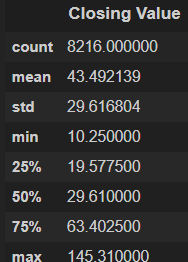 Closing Value
count 8216.000000
mean 43.492139
std 29.616804
min 10.250000
25% 19.577500
50% 29.610000
75% 63.402500
max 145.310000